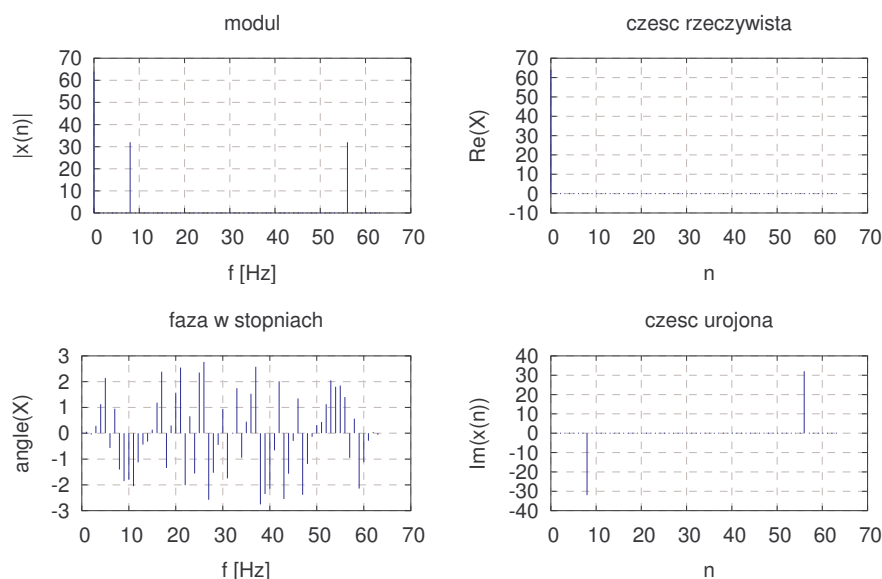 modul
70
60
50
40
30
20
10
0
|x(n)|
0 10 20 30 40 50 60 70
f [Hz]
czesc rzeczywista
70
60
50
40
30
20
10
0
-10
Re(X)
0 10 20 30 40 50 60 70
n
faza w stopniach
3
2
1
0
-1
-2
-3
angle(X)
0 10 20 30 40 50 60 70
f [Hz]
czesc urojona
40
30
20
10
0
-10
-20
-30
-40
Im(x(n))
0 10 20 30 40 50 60 70
n